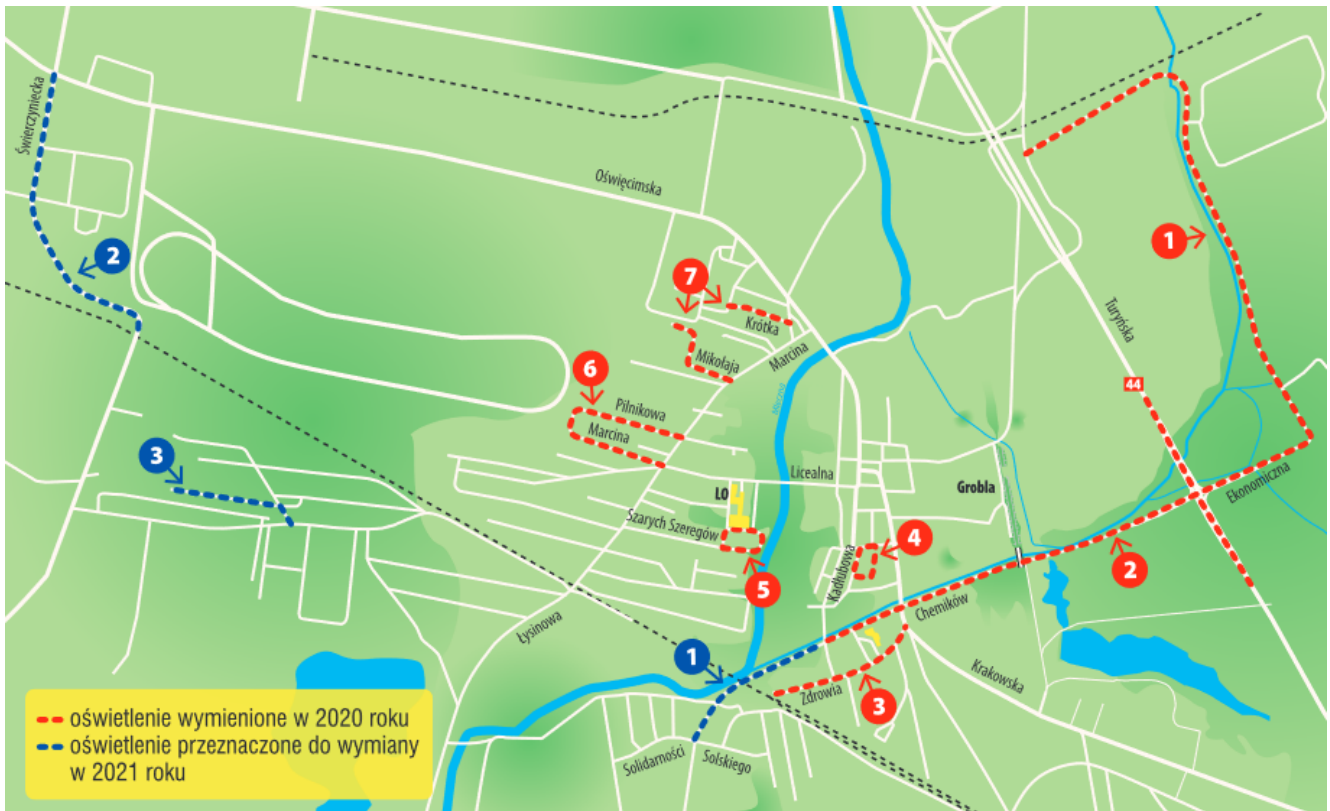 Świerczyniecka
2
Oświęcimska
1
7
Krótka
Turyńska
Mikołaja
Marcina
6
44
Pilnikowa
Marcina
3
Licealna
LO
Grobla
Ekonomiczna
Szarych Szeregów
4
5
Kadłubowa
2
Chemików
Łysinowa
1
Krakowska
Zdrowia
3
Solidarności
Solskiego
oświetlenie wymienione w 2020 roku
oświetlenie przeznaczone do wymiany
w 2021 roku